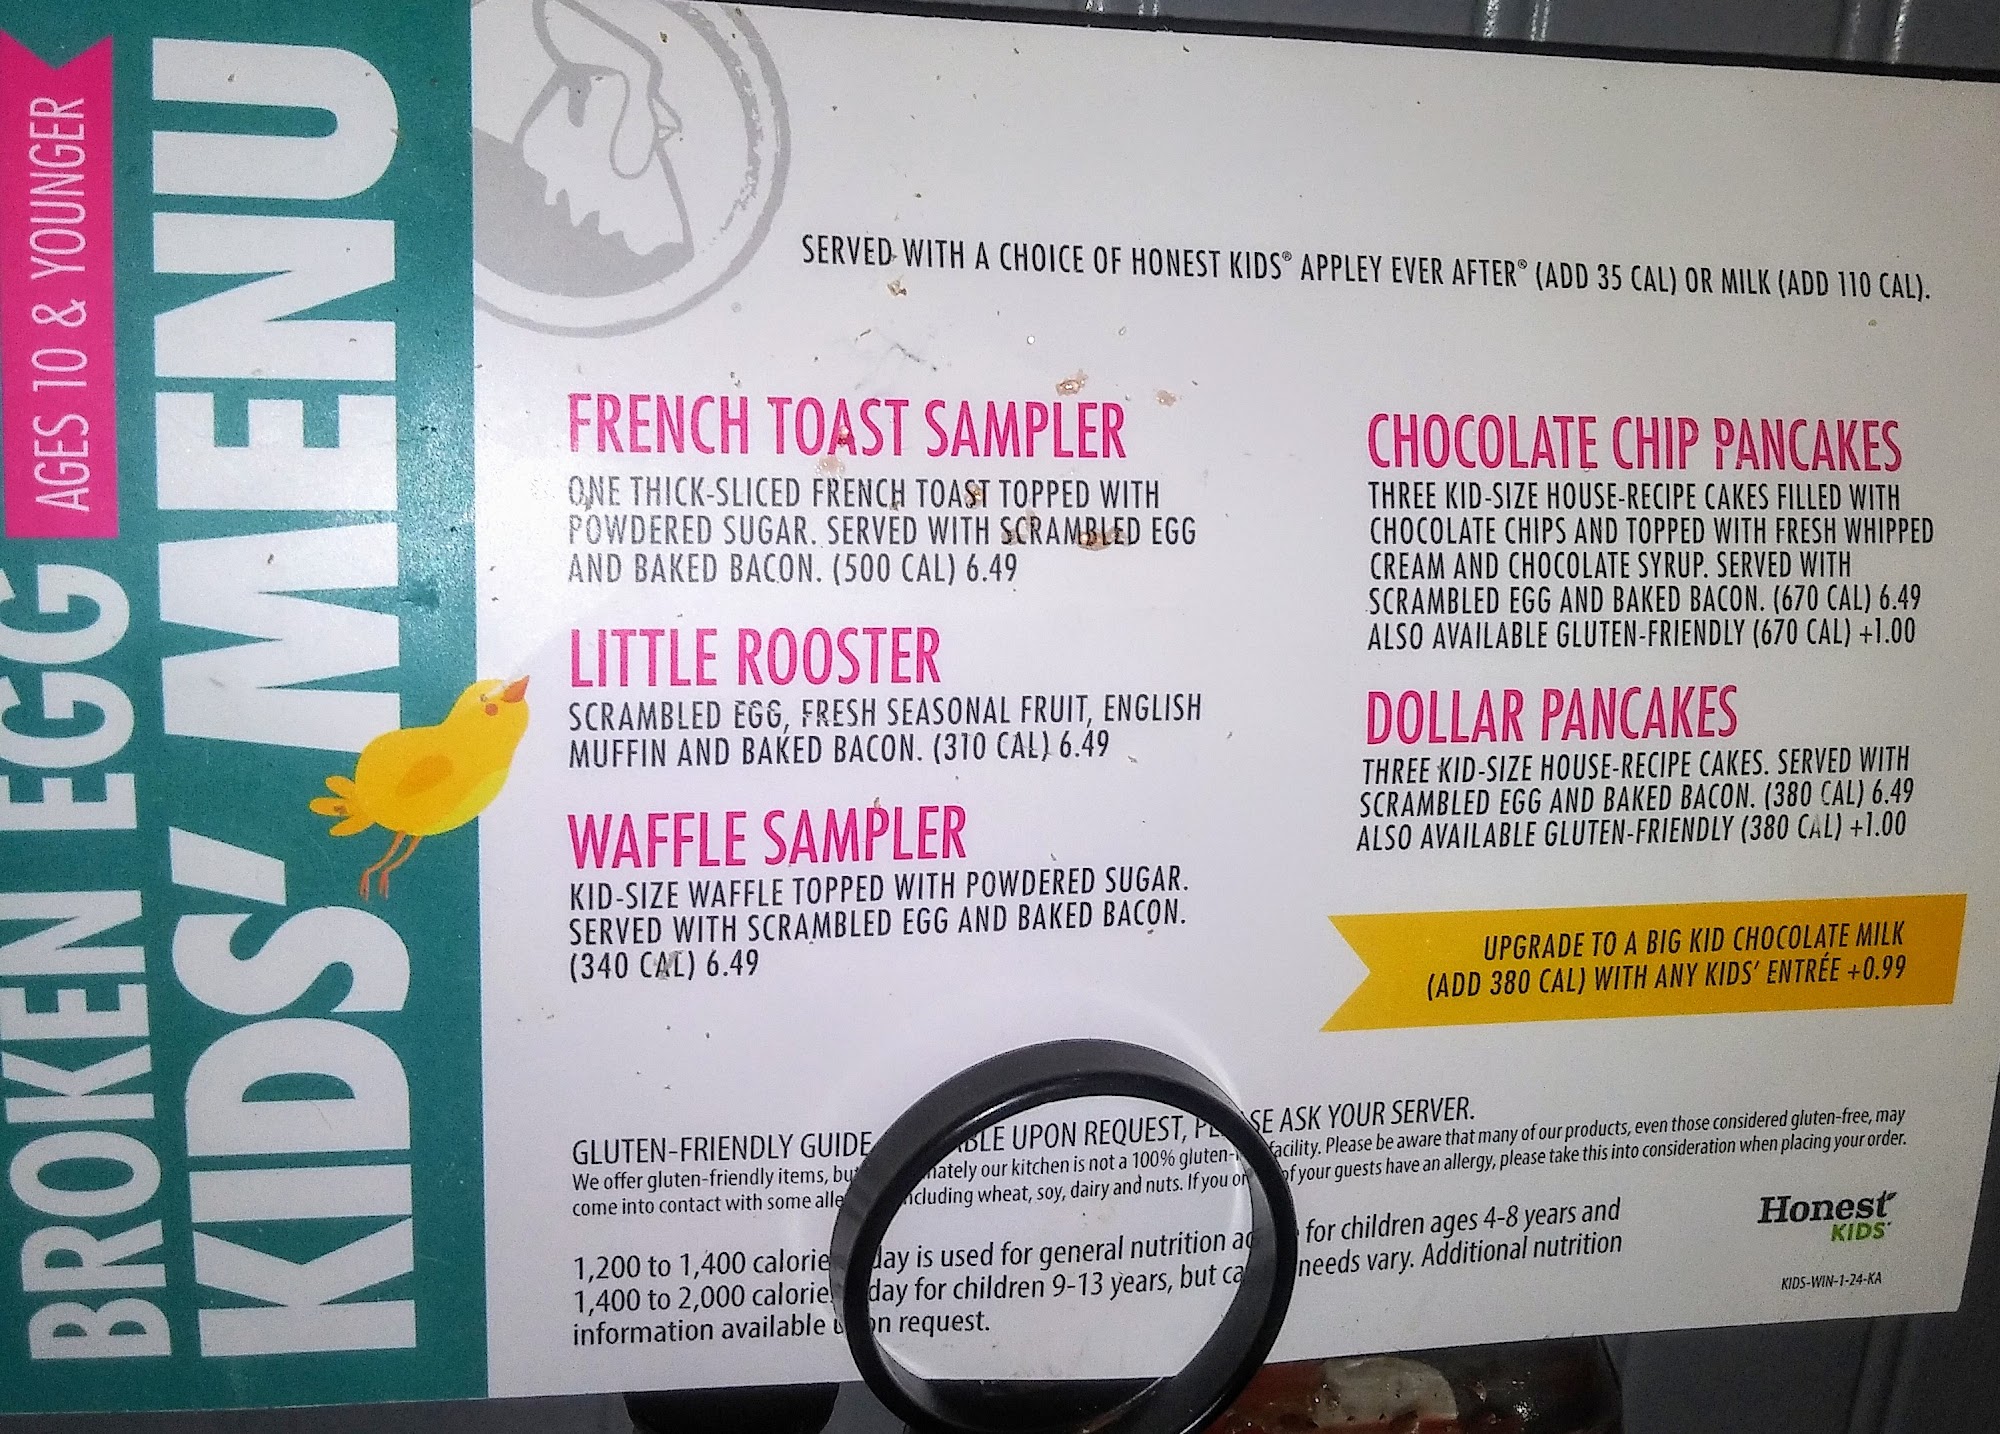 BROKEN EGG
KIDS' MENU
AGES 10 & YOUNGER
SERVED WITH A CHOICE OF HONEST KIDS® APPLEY EVER AFTER® (ADD 35 CAL) OR MILK (ADD 110 CAL).
FRENCH TOAST SAMPLER
ONE THICK-SLICED FRENCH TOAST TOPPED WITH
POWDERED SUGAR. SERVED WITH SCRAMBLED EGG
AND BAKED BACON. (500 CAL) 6.49
LITTLE ROOSTER
SCRAMBLED EGG, FRESH SEASONAL FRUIT, ENGLISH
MUFFIN AND BAKED BACON. (310 CAL) 6.49
WAFFLE SAMPLER
KID-SIZE WAFFLE TOPPED WITH POWDERED SUGAR.
SERVED WITH SCRAMBLED EGG AND BAKED BACON.
(340 CAL) 6.49
CHOCOLATE CHIP PANCAKES
THREE KID-SIZE HOUSE-RECIPE CAKES FILLED WITH
CHOCOLATE CHIPS AND TOPPED WITH FRESH WHIPPED
CREAM AND CHOCOLATE SYRUP. SERVED WITH
SCRAMBLED EGG AND BAKED BACON. (670 CAL) 6.49
ALSO AVAILABLE GLUTEN-FRIENDLY (670 CAL) +1.00
DOLLAR PANCAKES
THREE KID-SIZE HOUSE-RECIPE CAKES. SERVED WITH
SCRAMBLED EGG AND BAKED BACON. (380 CAL) 6.49
ALSO AVAILABLE GLUTEN-FRIENDLY (380 CAL) +1.00
UPGRADE TO A BIG KID CHOCOLATE MILK
(ADD 380 CAL) WITH ANY KIDS' ENTRÉE +0.99
GLUTEN-FRIENDLY GUIDE UPON REQUEST, ASK YOUR SERVER.
We offer gluten-friendly items, our kitchen is not a 100% Please be aware that many of our products, even those considered gluten-free, may
come into contact with some including wheat, soy, dairy and nuts. If you of your guests have an allergy, please take this into consideration when placing your order.
1,200 to 1,400 day is used for general nutrition for children ages 4-8 years and
1,400 to 2,000 day for children 9-13 years, but needs vary. Additional nutrition
information available request.
Honest
KIDS
KIDS-WIN-1-24-KA